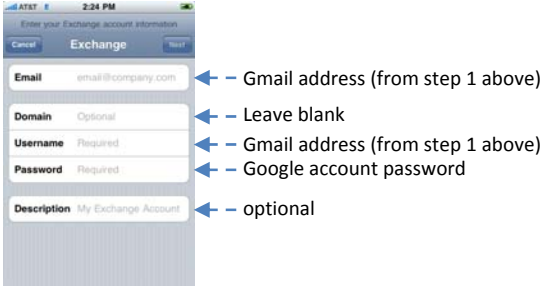 AT&T E 2:24 PM
Enter your Exchange account information
Cancel Exchange Next
Email email@company.com Gmail address (from step 1 above)
Domain Optional Leave blank
Username Required Gmail address (from step 1 above)
Password Required Google account password
Description My Exchange Account optional